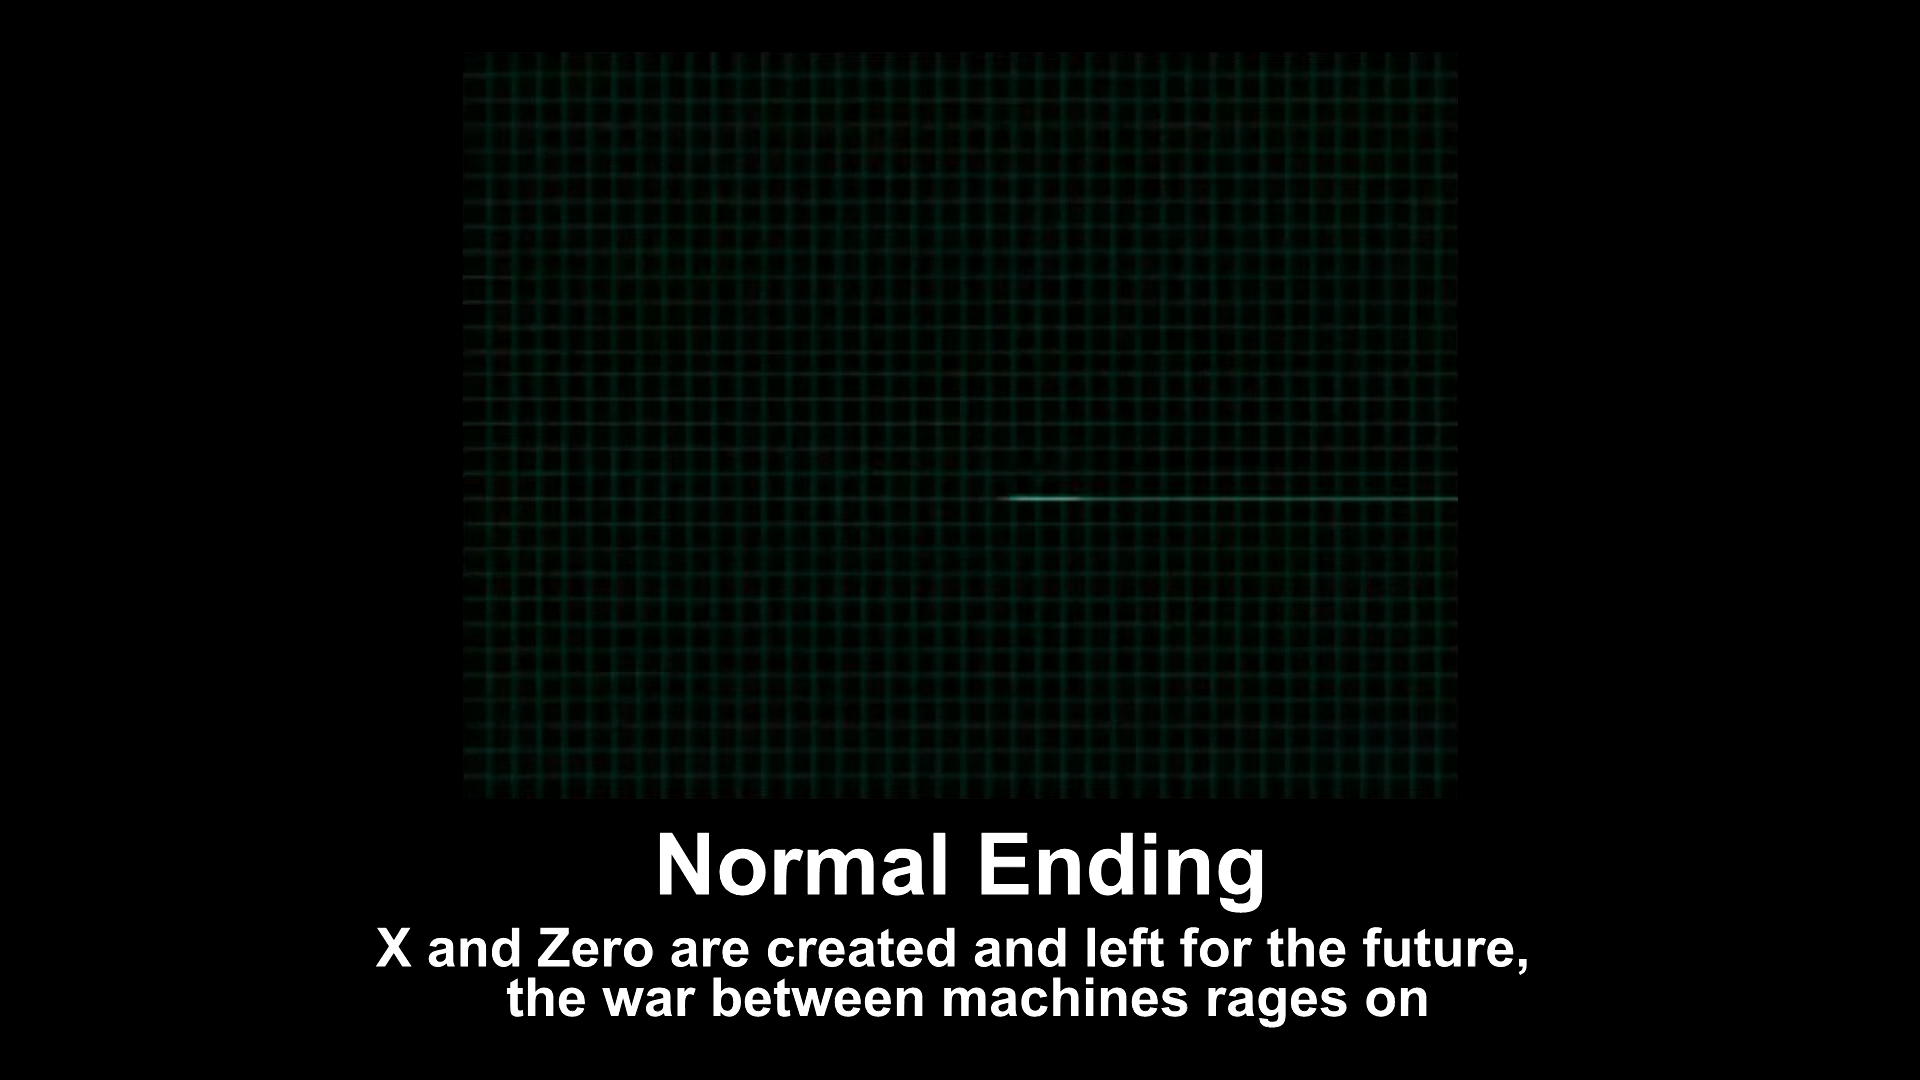 Normal Ending
X and Zero are created and left for the future,
the war between machines rages on